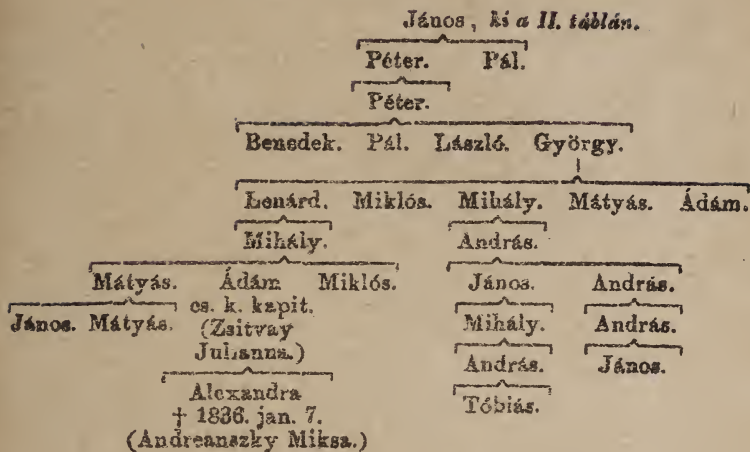 János, ki a II. táblán.
Péter. Pál.
Péter.
Benedek. Pál. László. György.
Lenárd. Miklós. Mihály. Mátyás. Ádám.
Mihály. András.
Mátyás. Ádám Miklós. János. András.
János. Mátyás. cs. k. kapit. Mihály. András.
(Zsitvay
Julianna.) András. János.
Alexandra Tóbiás.
† 1836. jan. 7.
(Andreanszky Miksa.)